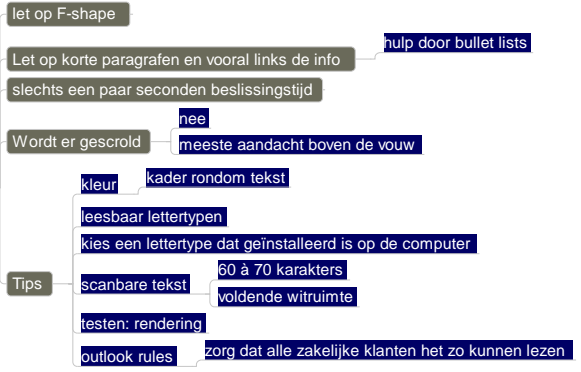 let op F-shape
Let op korte paragrafen en vooral links de info
hulp door bullet lists
slechts een paar seconden beslissingstijd
Wordt er gescrold
nee
meeste aandacht boven de vouw
Tips
kleur
kader rondom tekst
leesbaar lettertypen
kies een lettertype dat geïnstalleerd is op de computer
scanbare tekst
60 à 70 karakters
voldende witruimte
testen: rendering
outlook rules
zorg dat alle zakelijke klanten het zo kunnen lezen